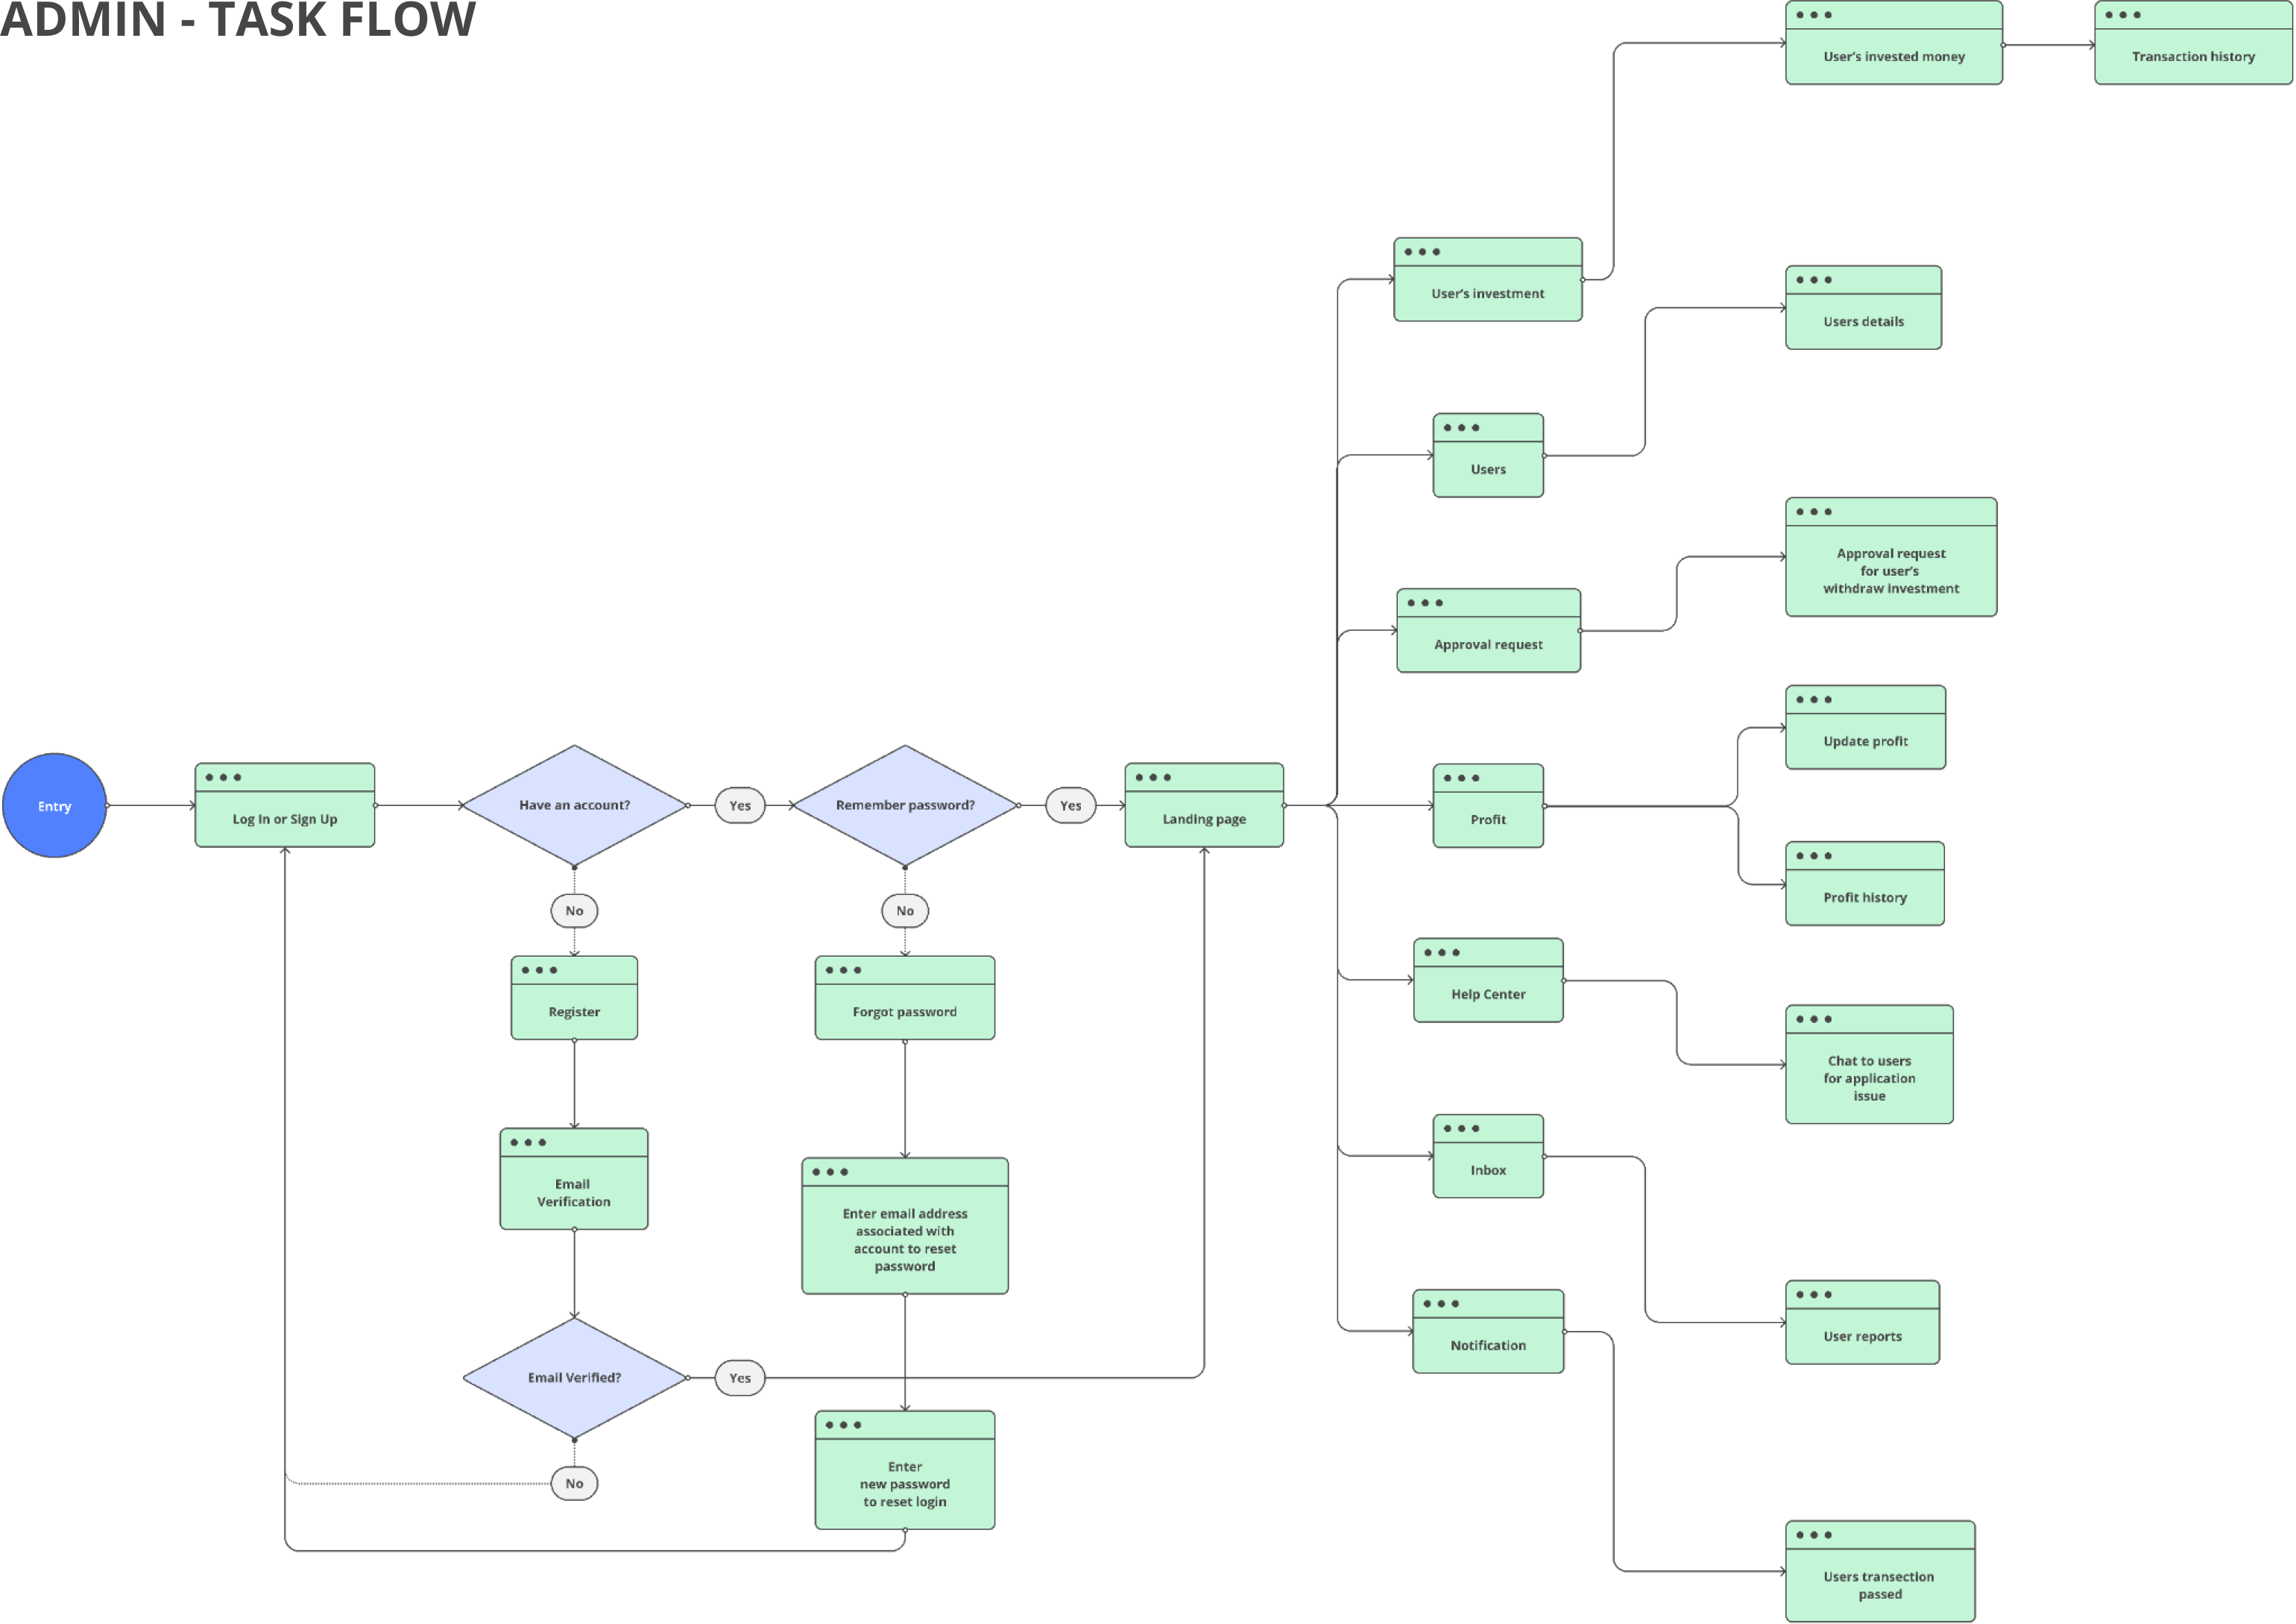 ADMIN - TASK FLOW
Entry
Log In or Sign Up
Have an account?
Yes
Remember password?
Yes
Landing page
No
Register
Email
Verification
Email Verified?
Yes
No
No
Forgot password
Enter email address
associated with
account to reset
password
Enter
new password
to reset login
User's investment
User's invested money
Transaction history
Users
Users details
Approval request
Approval request
for user's
withdraw investment
Profit
Update profit
Profit history
Help Center
Chat to users
for application
issue
Inbox
User reports
Notification
Users transection
passed